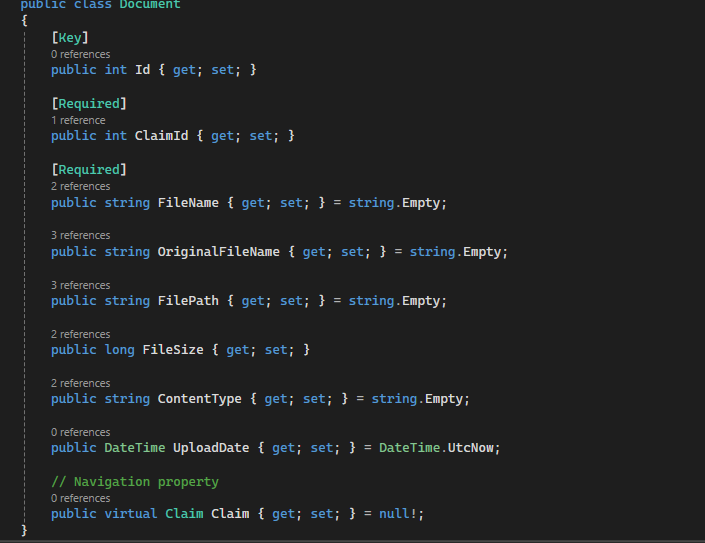 public class Document
{
[Key]
0 references
public int Id { get; set; }
[Required]
1 reference
public int ClaimId { get; set; }
[Required]
2 references
public string FileName { get; set; } = string.Empty;
3 references
public string OriginalFileName { get; set; } = string.Empty;
3 references
public string FilePath { get; set; } = string.Empty;
2 references
public long FileSize { get; set; }
2 references
public string ContentType { get; set; } = string.Empty;
0 references
public DateTime UploadDate { get; set; } = DateTime.UtcNow;
// Navigation property
0 references
public virtual Claim Claim { get; set; } = null!;
}